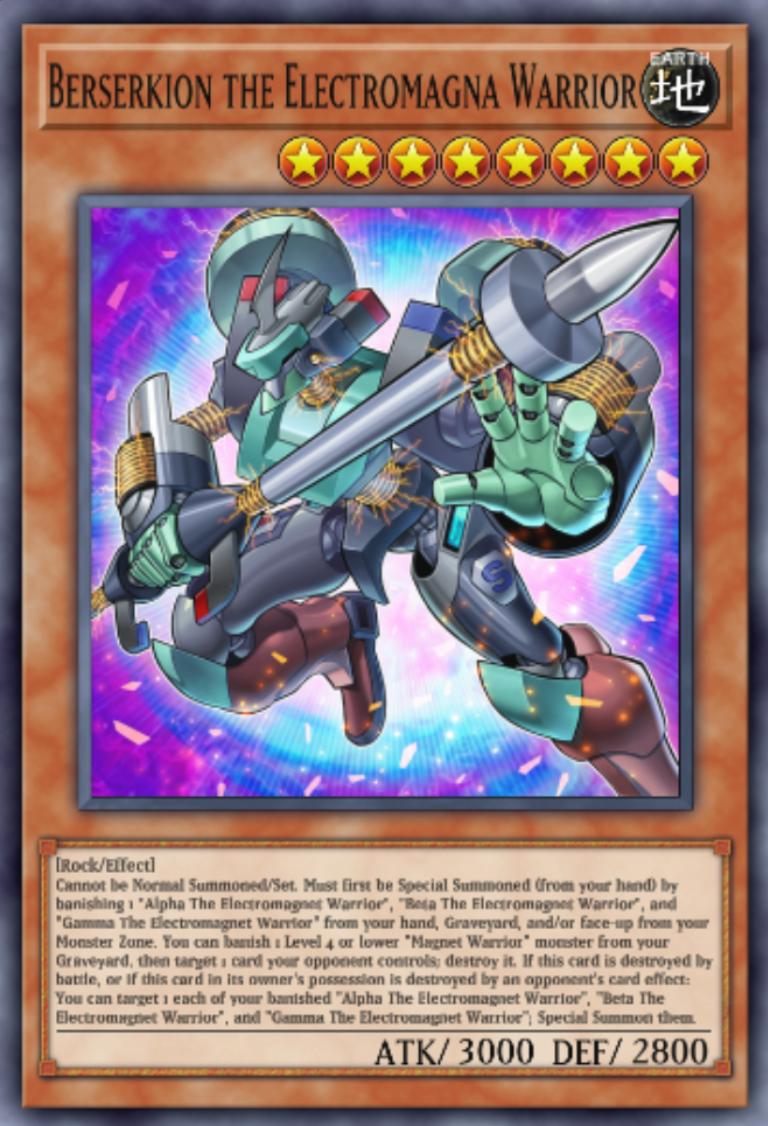 Berserkion the Electromagna Warrior
EARTH
地
S
[Rock/Effect]
Cannot be Normal Summoned/Set. Must first be Special Summoned (from your hand) by
banishing 1 "Alpha The Electromagnet Warrior", "Beta The Electromagnet Warrior", and
"Gamma The Electromagnet Warrior" from your hand, Graveyard, and/or face-up from your
Monster Zone. You can banish 1 Level 4 or lower "Magnet Warrior" monster from your
Graveyard, then target 1 card your opponent controls; destroy it. If this card is destroyed by
battle, or if this card in its owner's possession is destroyed by an opponent's card effect:
You can target 1 each of your banished "Alpha The Electromagnet Warrior", "Beta The
Electromagnet Warrior", and "Gamma The Electromagnet Warrior"; Special Summon them.
ATK/ 3000 DEF/ 2800